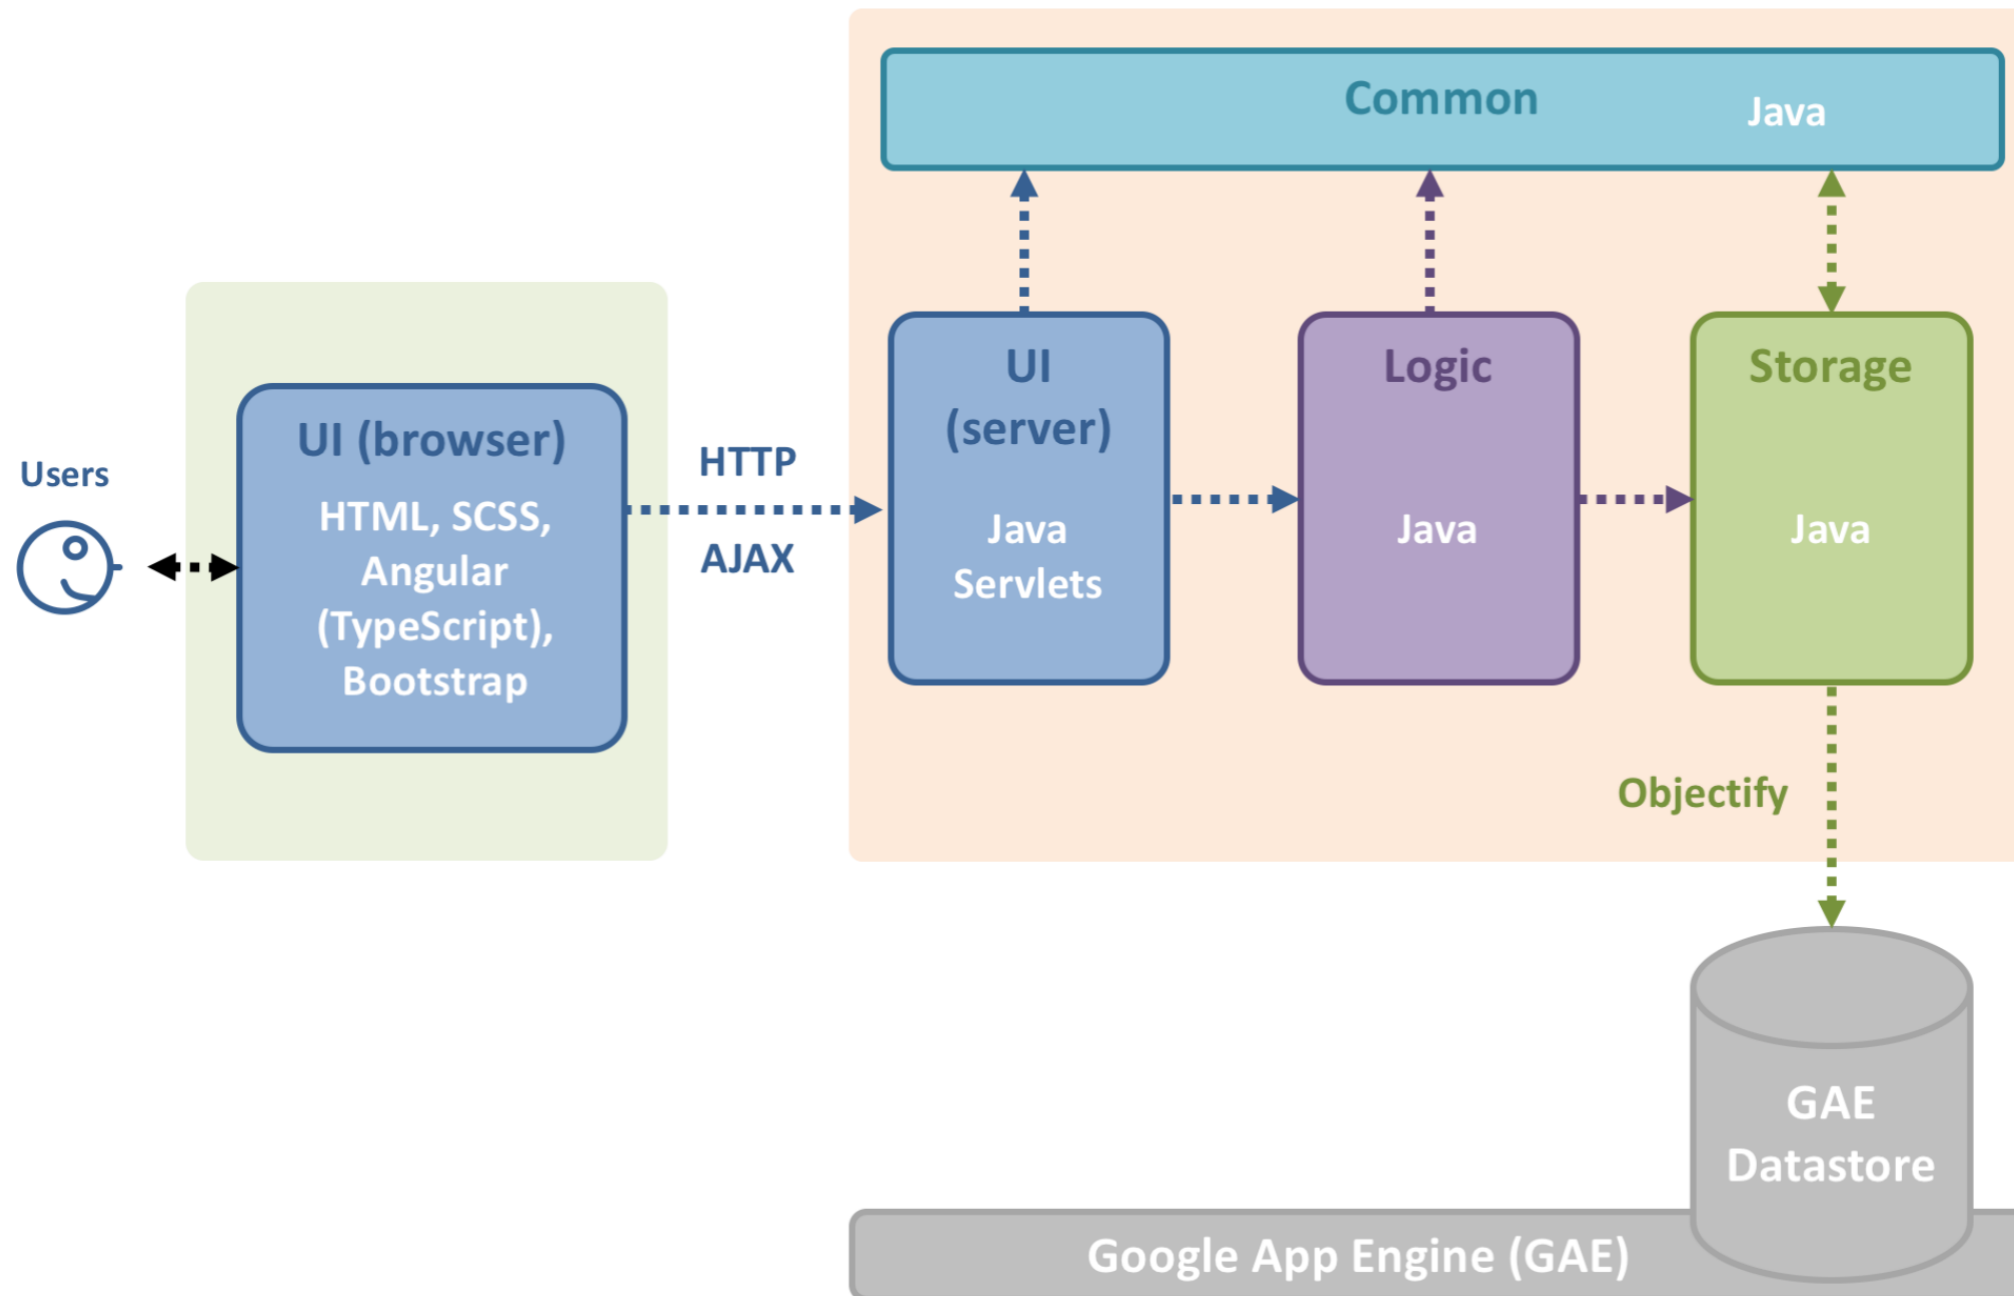 Common
Java
Users
UI (browser)
HTML, SCSS,
Angular
(TypeScript),
Bootstrap
HTTP
AJAX
UI
(server)
Java
Servlets
Logic
Java
Storage
Java
Objectify
GAE
Datastore
Google App Engine (GAE)